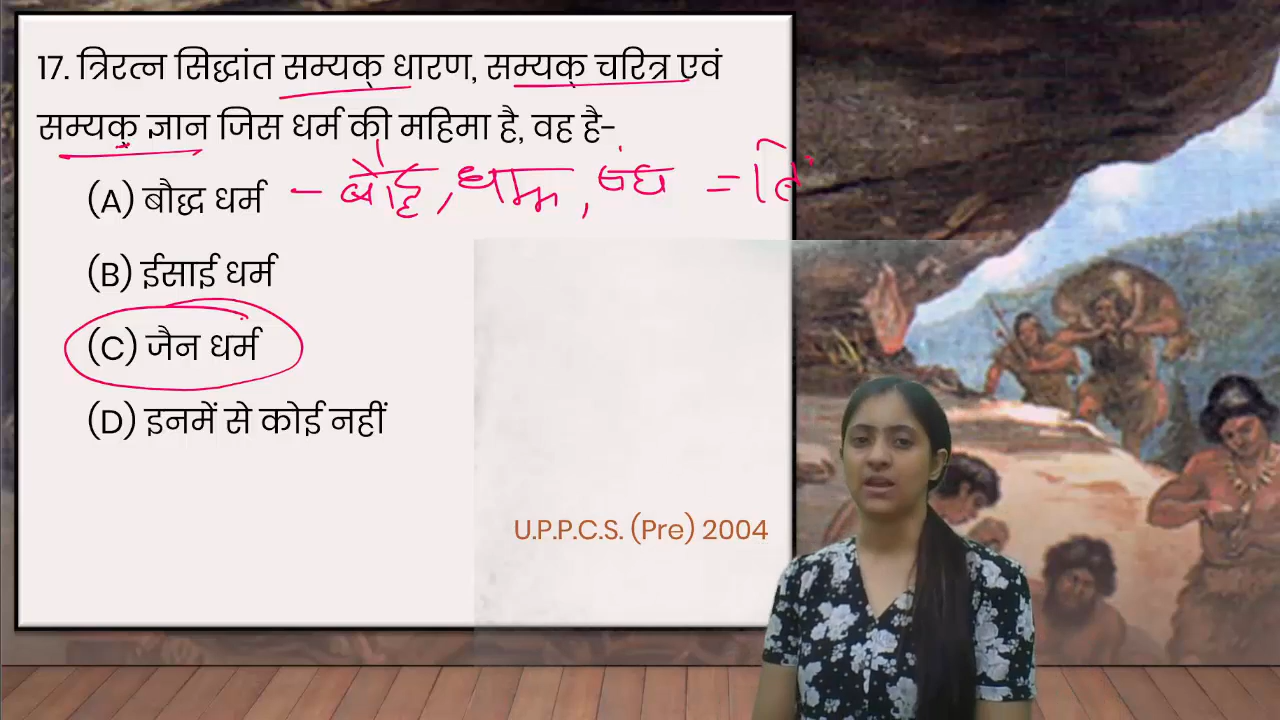 17. त्रिरत्न सिद्धांत सम्यक् धारण, सम्यक् चरित्र एवं
सम्यक् ज्ञान जिस धर्म की महिमा है, वह है-
(A) बौद्ध धर्म
(B) ईसाई धर्म
(C) जैन धर्म
(D) इनमें से कोई नहीं
U.P.P.C.S. (Pre) 2004